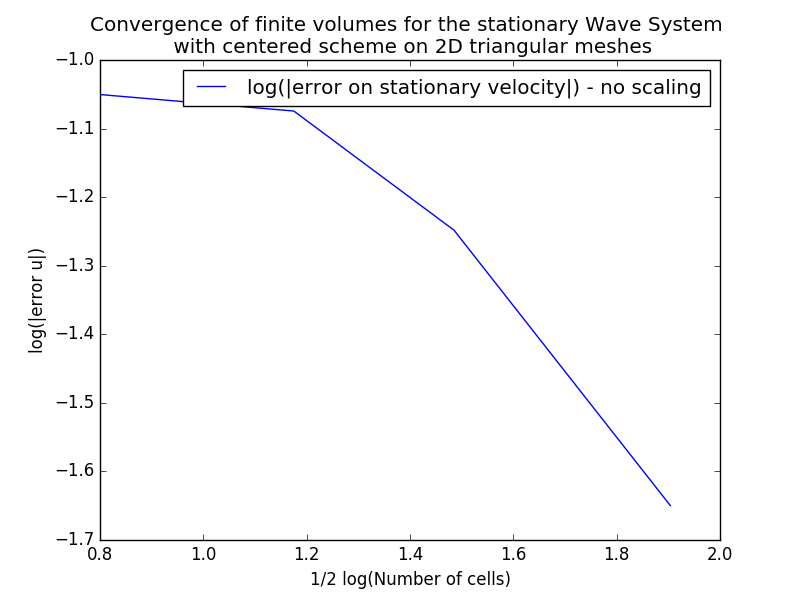 Convergence of finite volumes for the stationary Wave System
with centered scheme on 2D triangular meshes
log(|error on stationary velocity|) - no scaling
−1.0
−1.1
−1.2
−1.3
−1.4
−1.5
−1.6
−1.7
log(|error u|)
0.8 1.0 1.2 1.4 1.6 1.8 2.0
1/2 log(Number of cells)